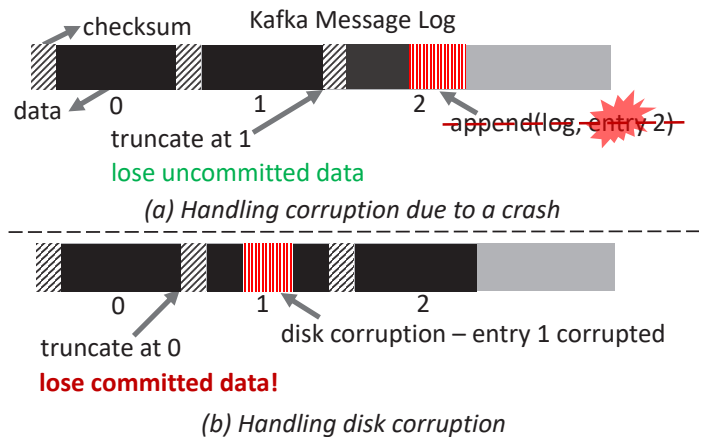 checksum
Kafka Message Log
data
0
1
2
truncate at 1
append(log, entry 2)
lose uncommitted data
(a) Handling corruption due to a crash
0
1
2
truncate at 0
disk corruption – entry 1 corrupted
lose committed data!
(b) Handling disk corruption